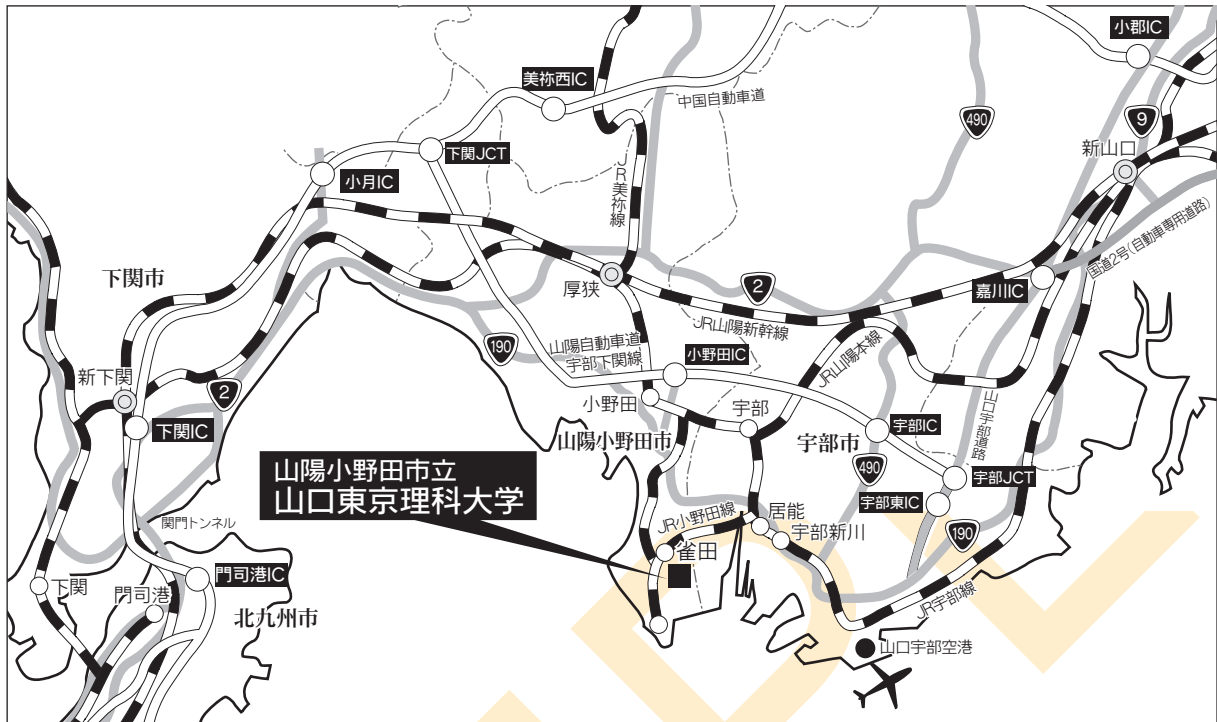 小郡IC
美祢西IC
中国自動車道
490
9
下関JCT
新山口
小月IC
JR美祢線
国道2号(自動車専用道路)
下関市
厚狭
2
嘉川IC
JR山陽新幹線
190
山陽自動車道
宇部下関線
小野田IC
JR山陽本線
新下関
2
小野田
宇部
山口宇部道路
下関IC
山陽小野田市
宇部市
宇部IC
山陽小野田市立
山口東京理科大学
490
宇部JCT
宇部東IC
関門トンネル
JR小野田線
居能
宇部新川
190
雀田
門司港IC
下関
門司港
JR宇部線
北九州市
山口宇部空港